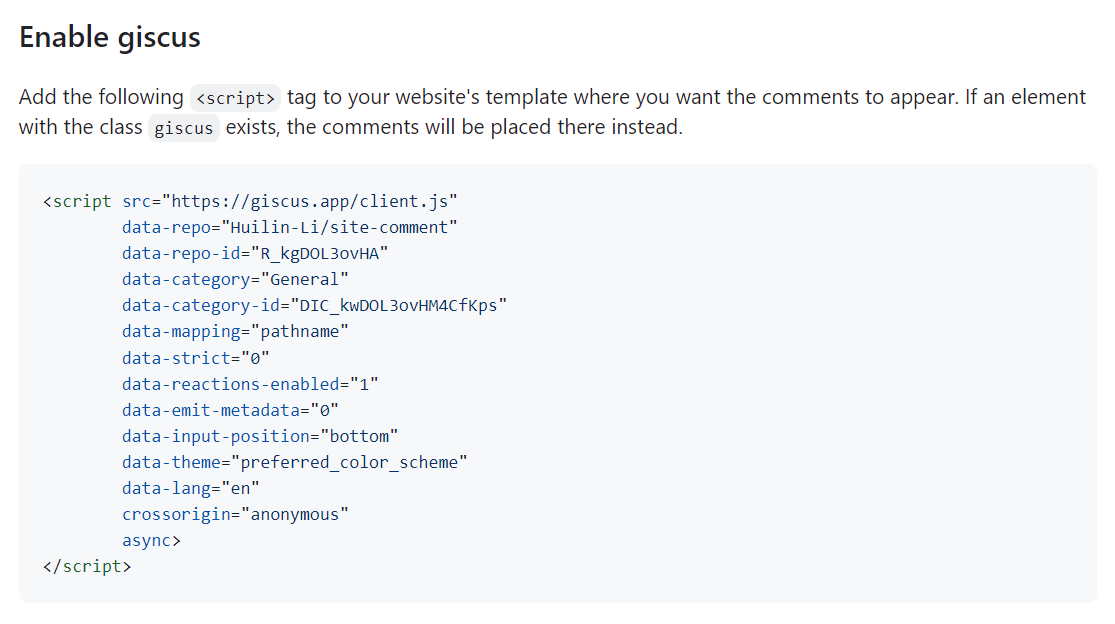 Enable giscus
Add the following <script> tag to your website's template where you want the comments to appear. If an element
with the class giscus exists, the comments will be placed there instead.
<script src="https://giscus.app/client.js"
        data-repo="Huilin-Li/site-comment"
        data-repo-id="R_kgDOL3ovHA"
        data-category="General"
        data-category-id="DIC_kwDOL3ovHM4CfKps"
        data-mapping="pathname"
        data-strict="0"
        data-reactions-enabled="1"
        data-emit-metadata="0"
        data-input-position="bottom"
        data-theme="preferred_color_scheme"
        data-lang="en"
        crossorigin="anonymous"
        async>
</script>